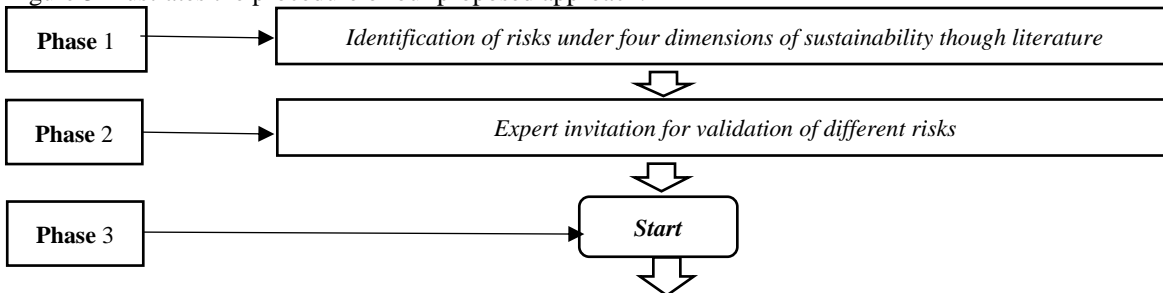 Phase 1
Identification of risks under four dimensions of sustainability though literature
Phase 2
Expert invitation for validation of different risks
Phase 3
Start